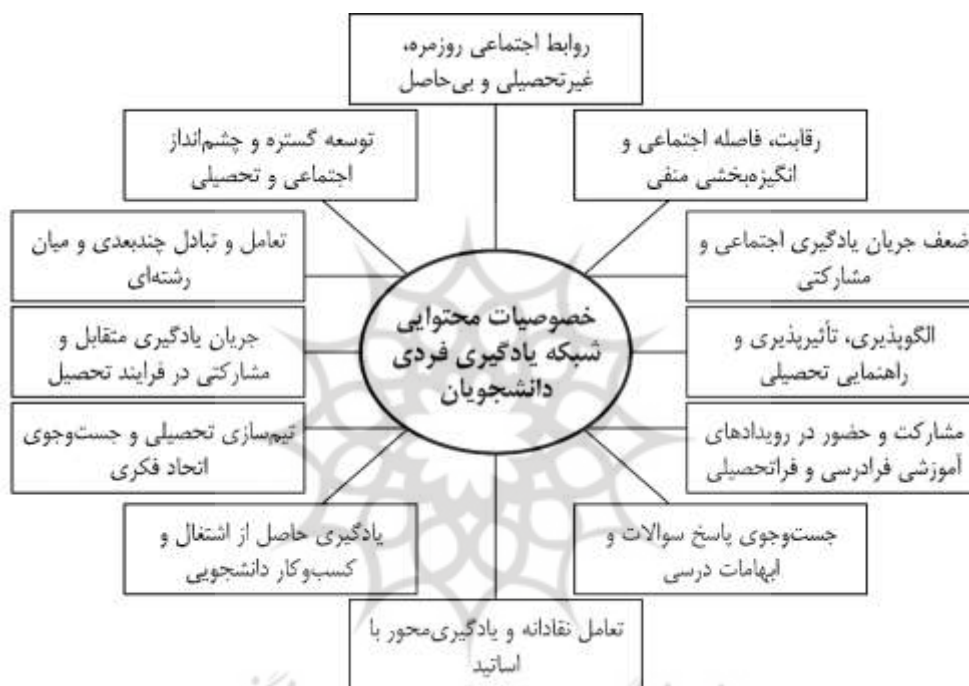 روابط اجتماعی روزمره،
غیرتحصیلی و بی‌حاصل
رقابت، فاصله اجتماعی و
انگیزه‌بخشی منفی
توسعه گستره و چشم‌انداز
اجتماعی و تحصیلی
ضعف جریان یادگیری اجتماعی و
مشارکتی
تعامل و تبادل چندبعدی و میان
رشته‌ای
خصوصیات محتوایی
شبکه یادگیری فردی
دانشجویان
الگوپذیری، تأثیرپذیری و
راهنمایی تحصیلی
جریان یادگیری متقابل و
مشارکتی در فرایند تحصیل
مشارکت و حضور در رویدادهای
آموزشی فرادرسی و فراتحصیلی
تیم‌سازی تحصیلی و جست‌وجوی
اتحاد فکری
جست‌وجوی پاسخ سوالات و
ابهامات درسی
یادگیری حاصل از اشتغال و
کسب‌وکار دانشجویی
تعامل نقادانه و یادگیری‌محور با
اساتید